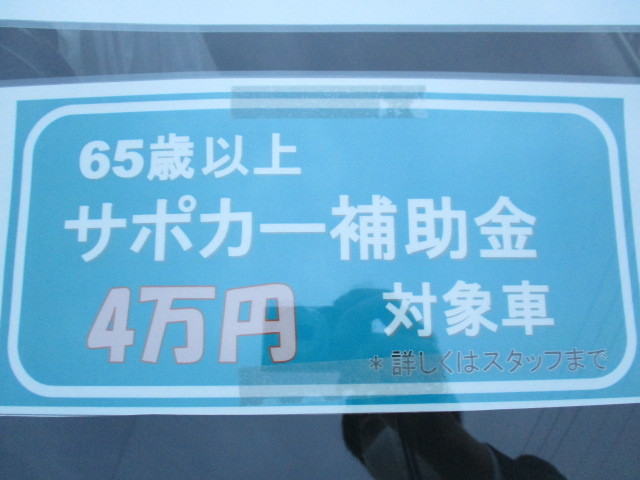 65歳以上
サポカー補助金
4万円 対象車
*詳しくはスタッフまで